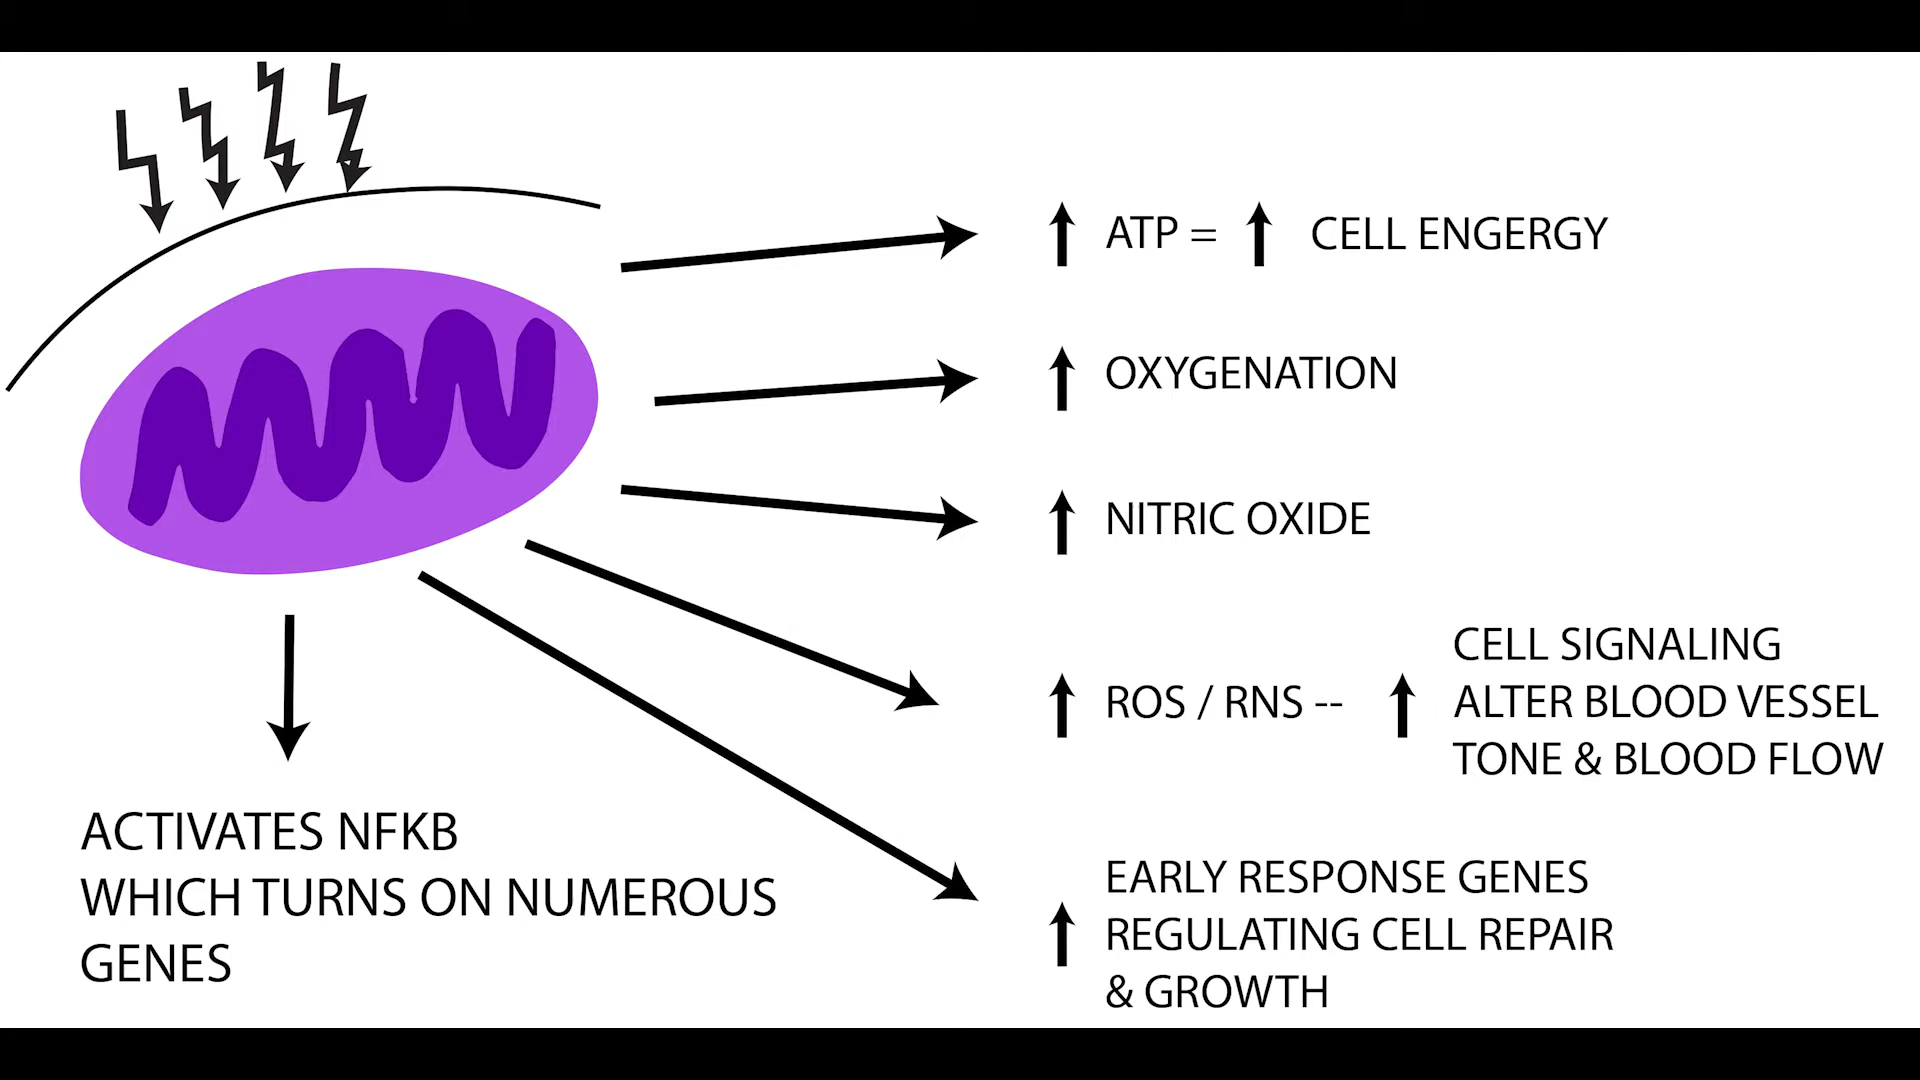 ATP = CELL ENGERGY
OXYGENATION
NITRIC OXIDE
ROS / RNS --
CELL SIGNALING
ALTER BLOOD VESSEL
TONE & BLOOD FLOW
EARLY RESPONSE GENES
REGULATING CELL REPAIR
& GROWTH
ACTIVATES NFKB
WHICH TURNS ON NUMEROUS
GENES